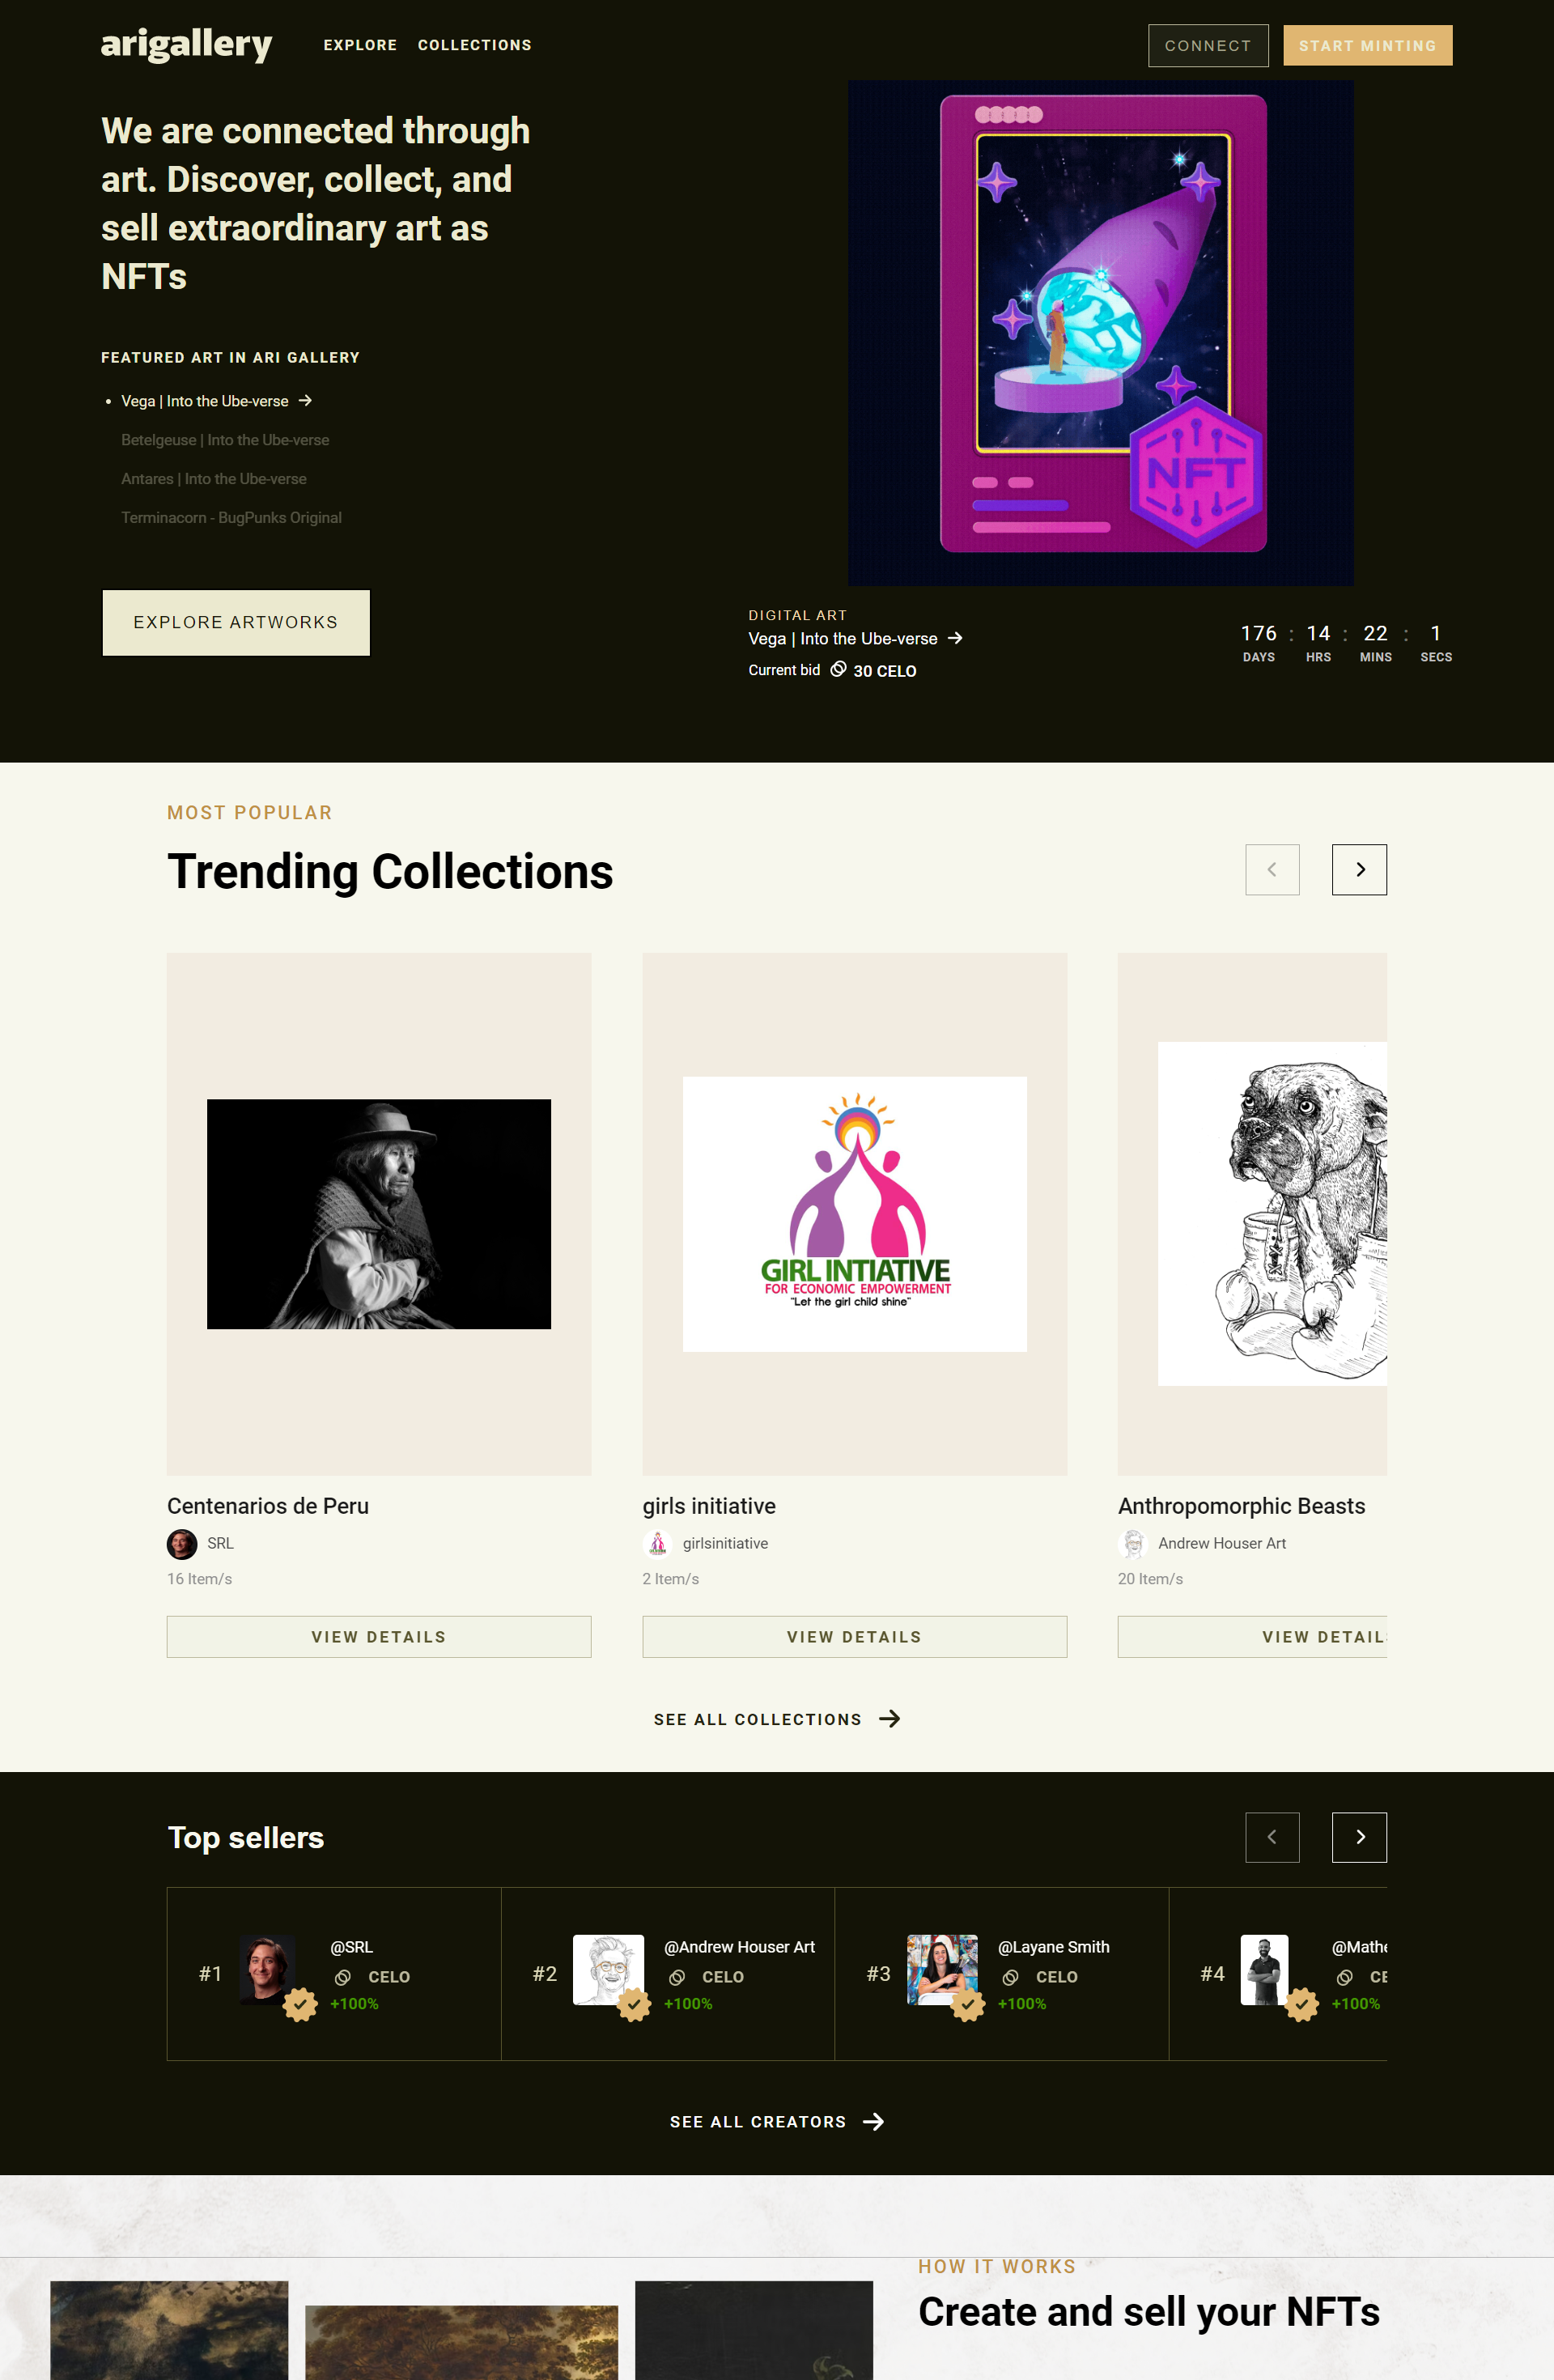 arigallery
EXPLORE
COLLECTIONS
CONNECT
START MINTING
We are connected through
art. Discover, collect, and
sell extraordinary art as
NFTs
FEATURED ART IN ARI GALLERY
Vega | Into the Ube-verse
Betelgeuse | Into the Ube-verse
Antares | Into the Ube-verse
Terminacorn - BugPunks Original
EXPLORE ARTWORKS
NFT
DIGITAL ART
Vega | Into the Ube-verse
Current bid 30 CELO
176 : 14 : 22 : 1
DAYS HRS MINS SECS
MOST POPULAR
Trending Collections
GIRL INTIATIVE
FOR ECONOMIC EMPOWERMENT
"Let the girl child shine"
Centenarios de Peru
SRL
16 Item/s
VIEW DETAILS
girls initiative
girlsinitiative
2 Item/s
VIEW DETAILS
Anthropomorphic Beasts
Andrew Houser Art
20 Item/s
VIEW DETAILS
SEE ALL COLLECTIONS
Top sellers
#1
@SRL
CELO
+100%
#2
@Andrew Houser Art
CELO
+100%
#3
@Layane Smith
CELO
+100%
#4
@Mathe
CE
+100%
SEE ALL CREATORS
HOW IT WORKS
Create and sell your NFTs